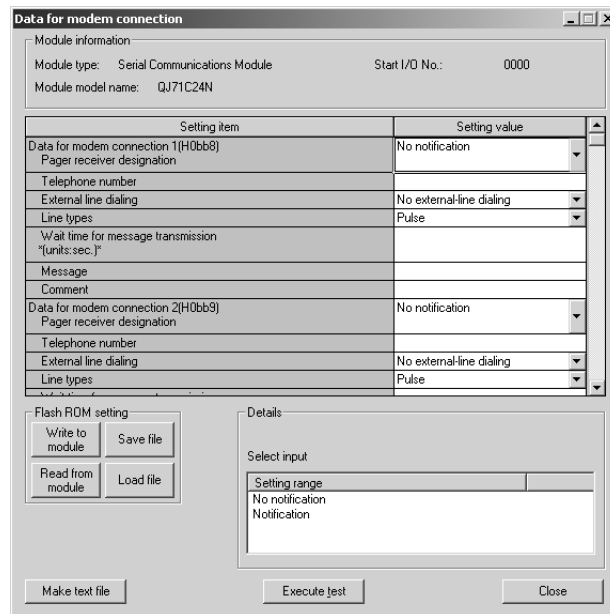 Data for modem connection
Module information
Module type: Serial Communications Module Start I/O No.: 0000
Module model name: QJ71C24N
Setting item Setting value
Data for modem connection 1(H0bb8) No notification
Pager receiver designation
Telephone number
External line dialing No external-line dialing
Line types Pulse
Wait time for message transmission
*(units:sec.)*
Message
Comment
Data for modem connection 2(H0bb9) No notification
Pager receiver designation
Telephone number
External line dialing No external-line dialing
Line types Pulse
Flash ROM setting
Write to module
Save file
Read from module
Load file
Details
Select input
Setting range
No notification
Notification
Make text file
Execute test
Close